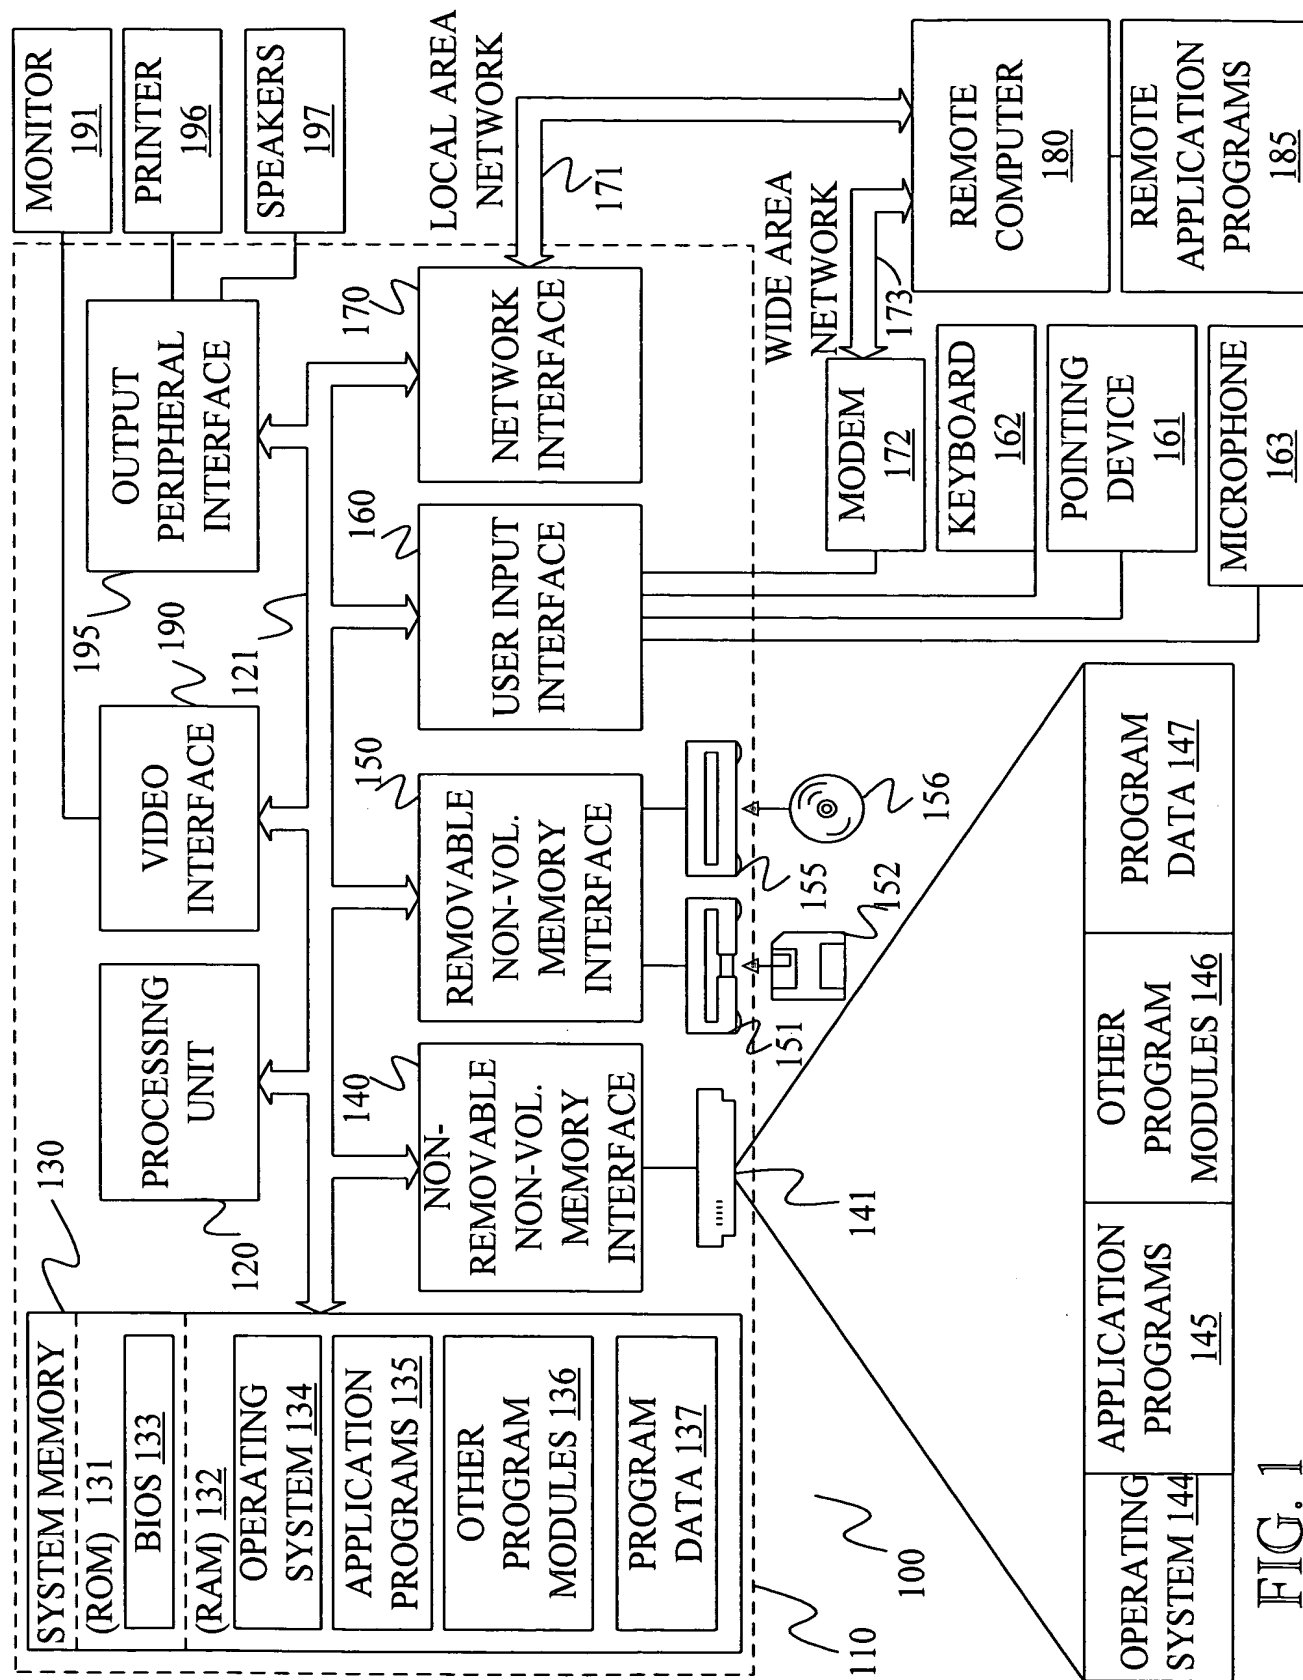 SYSTEM MEMORY
(ROM) 131
BIOS 133
(RAM) 132
OPERATING
SYSTEM 134
APPLICATION
PROGRAMS 135
OTHER
PROGRAM
MODULES 136
PROGRAM
DATA 137
130
PROCESSING
UNIT
120
VIDEO
INTERFACE
190
OUTPUT
PERIPHERAL
INTERFACE
195
121
MONITOR
191
PRINTER
196
SPEAKERS
197
NON-
REMOVABLE
NON-VOL.
MEMORY
INTERFACE
140
REMOVABLE
NON-VOL.
MEMORY
INTERFACE
150
USER INPUT
INTERFACE
160
NETWORK
INTERFACE
170
LOCAL AREA
NETWORK
171
141
151
152
155
156
WIDE AREA
NETWORK
173
MODEM
172
KEYBOARD
162
POINTING
DEVICE
161
MICROPHONE
163
REMOTE
COMPUTER
180
REMOTE
APPLICATION
PROGRAMS
185
110
100
OPERATING
SYSTEM 144
APPLICATION
PROGRAMS
145
OTHER
PROGRAM
MODULES 146
PROGRAM
DATA 147
FIG. 1